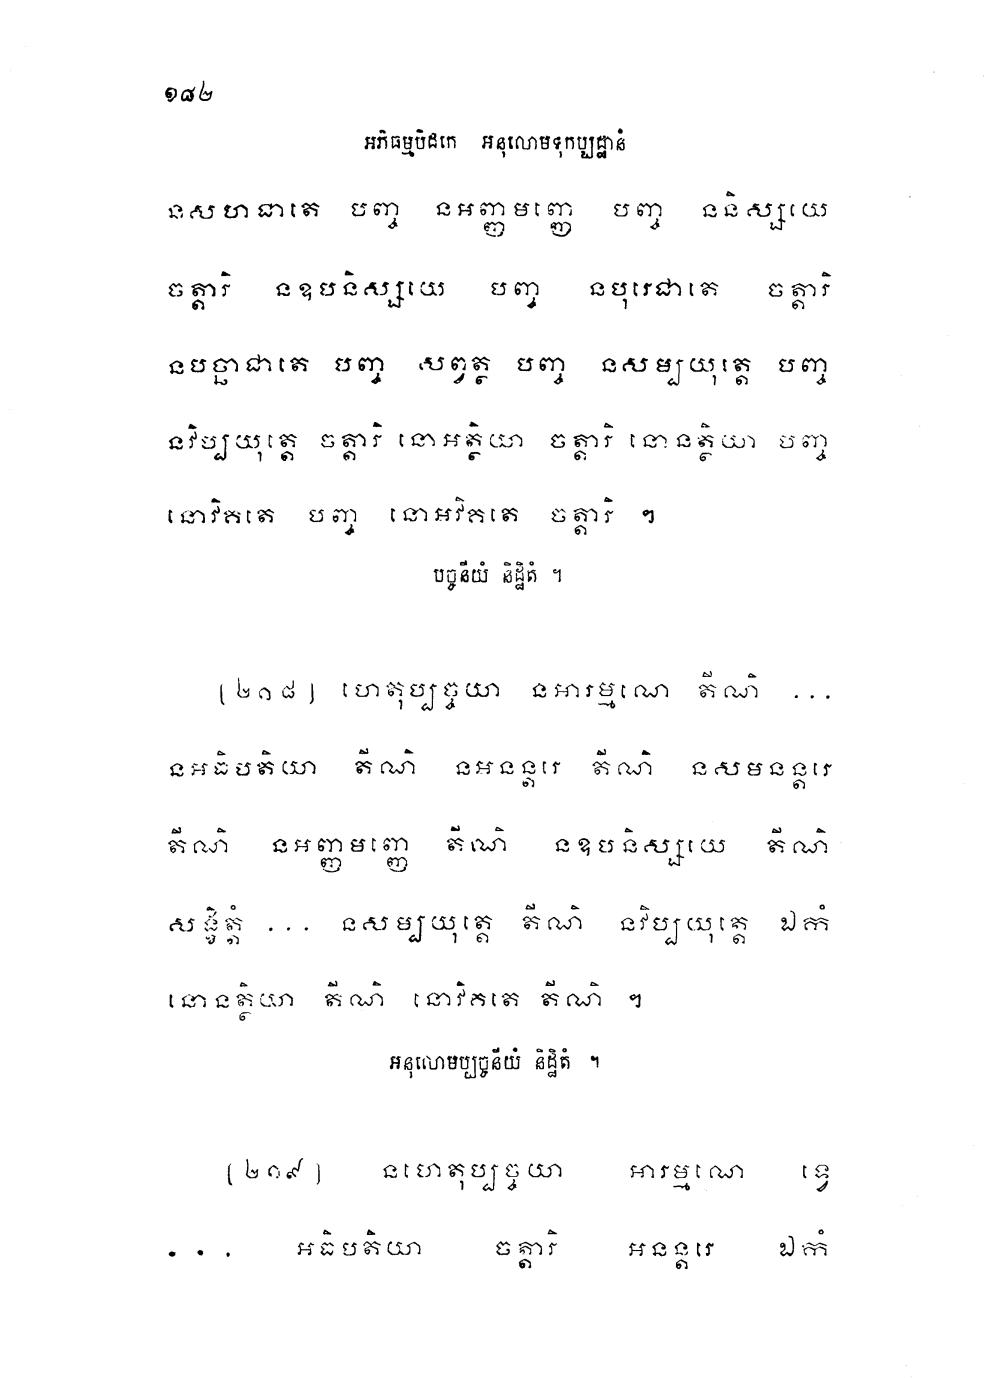 ១៨២
អភិធម្មបិដកេ អនុលោមទុកប្បដ្ឋានំ
នសហជាតេ បញ្ច នអញ្ញាមញ្ញេ បញ្ច ននិស្សយេ
ចត្តារិ នឧបនិស្សយេ បញ្ច នបុរេជាតេ ចត្តារិ
នបច្ឆាជាតេ បញ្ច សព្វត្ថ បញ្ច នសម្បយុត្តេ បញ្ច
នវិប្បយុត្តេ ចត្តារិ នោអត្ថិយា ចត្តារិ នោនត្ថិយា បញ្ច
នោវិគតេ បញ្ច នោអវិគតេ ចត្តារិ ។
បច្ចនីយំ និដ្ឋិតំ ។
(២១៨) ហេតុប្បច្ចយា នអារម្មណេ តីណិ ...
នអធិបតិយា តីណិ នអនន្តរេ តីណិ នសមនន្តរេ
តីណិ នអញ្ញាមញ្ញេ តីណិ នឧបនិស្សយេ តីណិ
សង្ខិត្តំ ... នសម្បយុត្តេ តីណិ នវិប្បយុត្តេ ឯកំ
នោនត្ថិយា តីណិ នោវិគតេ តីណិ ។
អនុលោមប្បច្ចនីយំ និដ្ឋិតំ ។
(២១៩) នហេតុប្បច្ចយា អារម្មណេ ទ្វេ
... អធិបតិយា ចត្តារិ អនន្តរេ ឯកំ